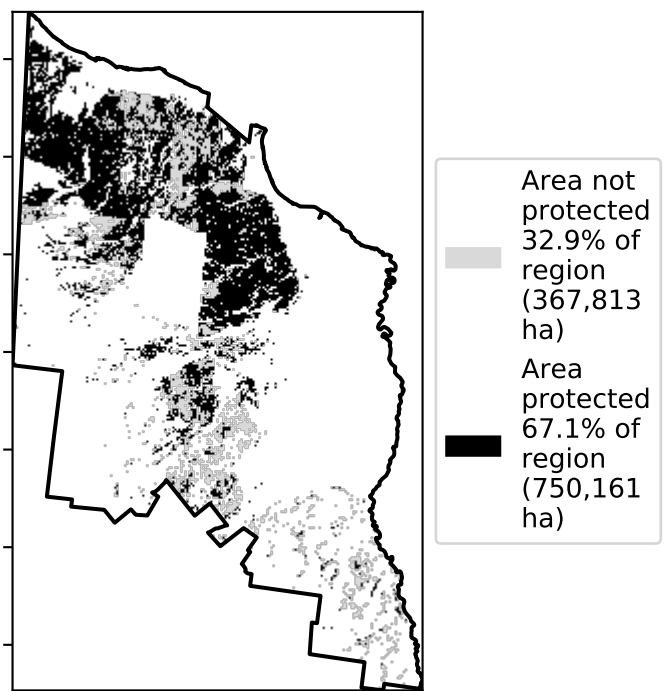 Area not
protected
32.9% of
region
(367,813
ha)
Area
protected
67.1% of
region
(750,161
ha)